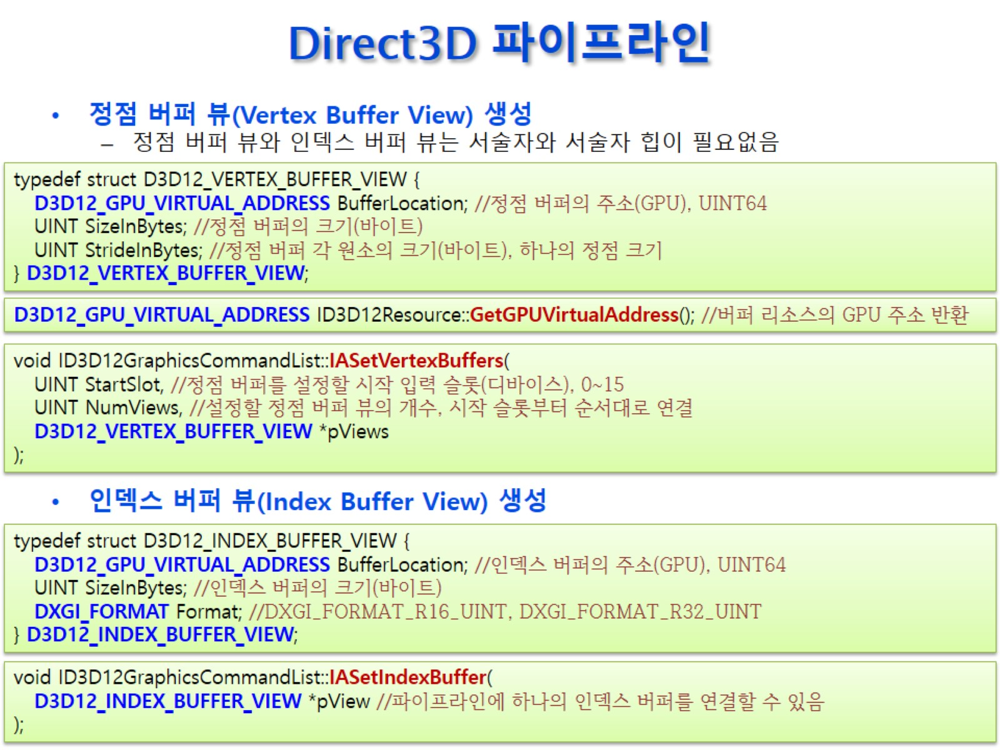 Direct3D 파이프라인
• 정점 버퍼 뷰(Vertex Buffer View) 생성
– 정점 버퍼 뷰와 인덱스 버퍼 뷰는 서술자와 서술자 힙이 필요없음
typedef struct D3D12_VERTEX_BUFFER_VIEW {
D3D12_GPU_VIRTUAL_ADDRESS BufferLocation; //정점 버퍼의 주소(GPU), UINT64
UINT SizeInBytes; //정점 버퍼의 크기(바이트)
UINT StrideInBytes; //정점 버퍼 각 원소의 크기(바이트), 하나의 정점 크기
} D3D12_VERTEX_BUFFER_VIEW;
D3D12_GPU_VIRTUAL_ADDRESS ID3D12Resource::GetGPUVirtualAddress(); //버퍼 리소스의 GPU 주소 반환
void ID3D12GraphicsCommandList::IASetVertexBuffers(
UINT StartSlot, //정점 버퍼를 설정할 시작 입력 슬롯(디바이스), 0~15
UINT NumViews, //설정할 정점 버퍼 뷰의 개수, 시작 슬롯부터 순서대로 연결
D3D12_VERTEX_BUFFER_VIEW *pViews
);
• 인덱스 버퍼 뷰(Index Buffer View) 생성
typedef struct D3D12_INDEX_BUFFER_VIEW {
D3D12_GPU_VIRTUAL_ADDRESS BufferLocation; //인덱스 버퍼의 주소(GPU), UINT64
UINT SizeInBytes; //인덱스 버퍼의 크기(바이트)
DXGI_FORMAT Format; //DXGI_FORMAT_R16_UINT, DXGI_FORMAT_R32_UINT
} D3D12_INDEX_BUFFER_VIEW;
void ID3D12GraphicsCommandList::IASetIndexBuffer(
D3D12_INDEX_BUFFER_VIEW *pView //파이프라인에 하나의 인덱스 버퍼를 연결할 수 있음
);